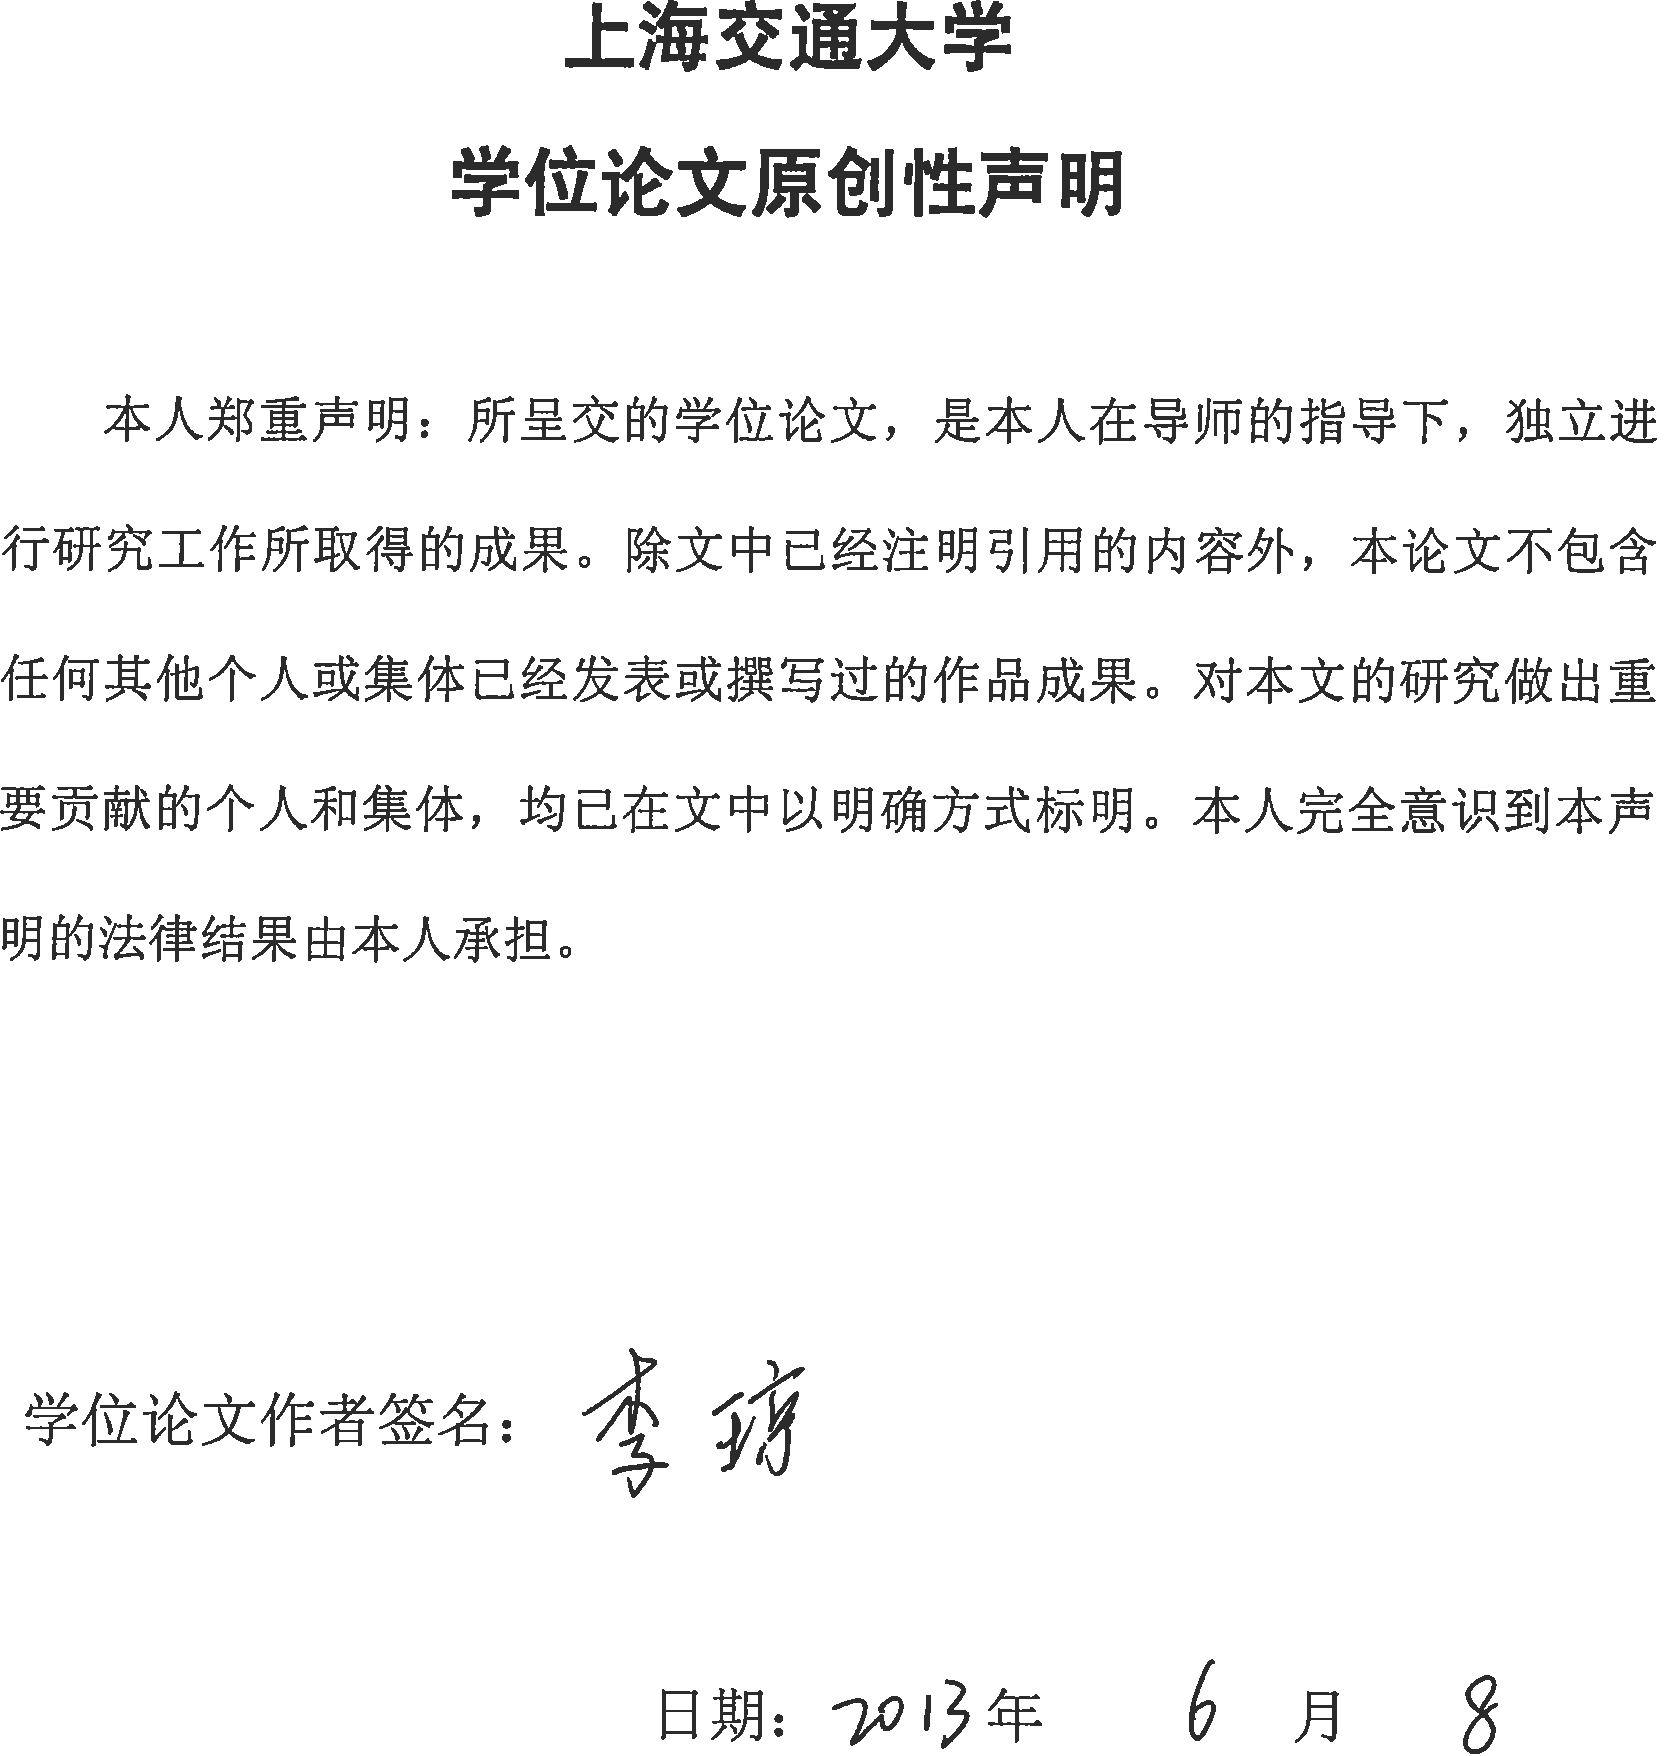 上海交通大学
学位论文原创性声明
本人郑重声明：所呈交的学位论文，是本人在导师的指导下，独立进
行研究工作所取得的成果。除文中已经注明引用的内容外，本论文不包含
任何其他个人或集体已经发表或撰写过的作品成果。对本文的研究做出重
要贡献的个人和集体，均已在文中以明确方式标明。本人完全意识到本声
明的法律结果由本人承担。
学位论文作者签名：李琼
日期：2013年 6 月 8